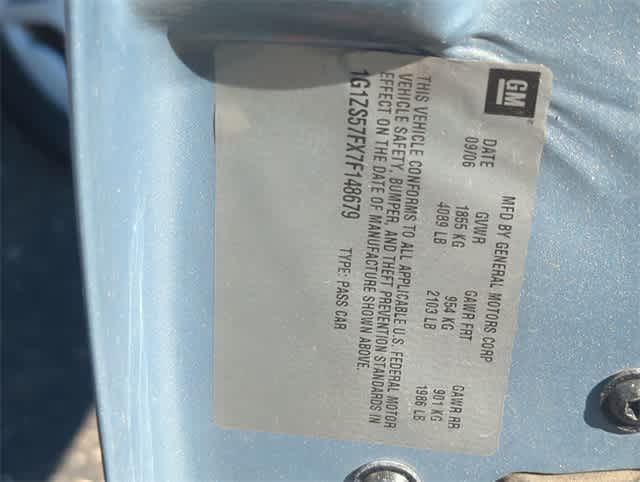 GM
MFD BY GENERAL MOTORS CORP
DATE GVWR GAWR FRT GAWR RR
09/06 1855 KG 954 KG 901 KG
4089 LB 2103 LB 1986 LB
THIS VEHICLE CONFORMS TO ALL APPLICABLE U.S. FEDERAL MOTOR
VEHICLE SAFETY, BUMPER, AND THEFT PREVENTION STANDARDS IN
EFFECT ON THE DATE OF MANUFACTURE SHOWN ABOVE.
1G1ZS57FX7F148679 TYPE: PASS CAR